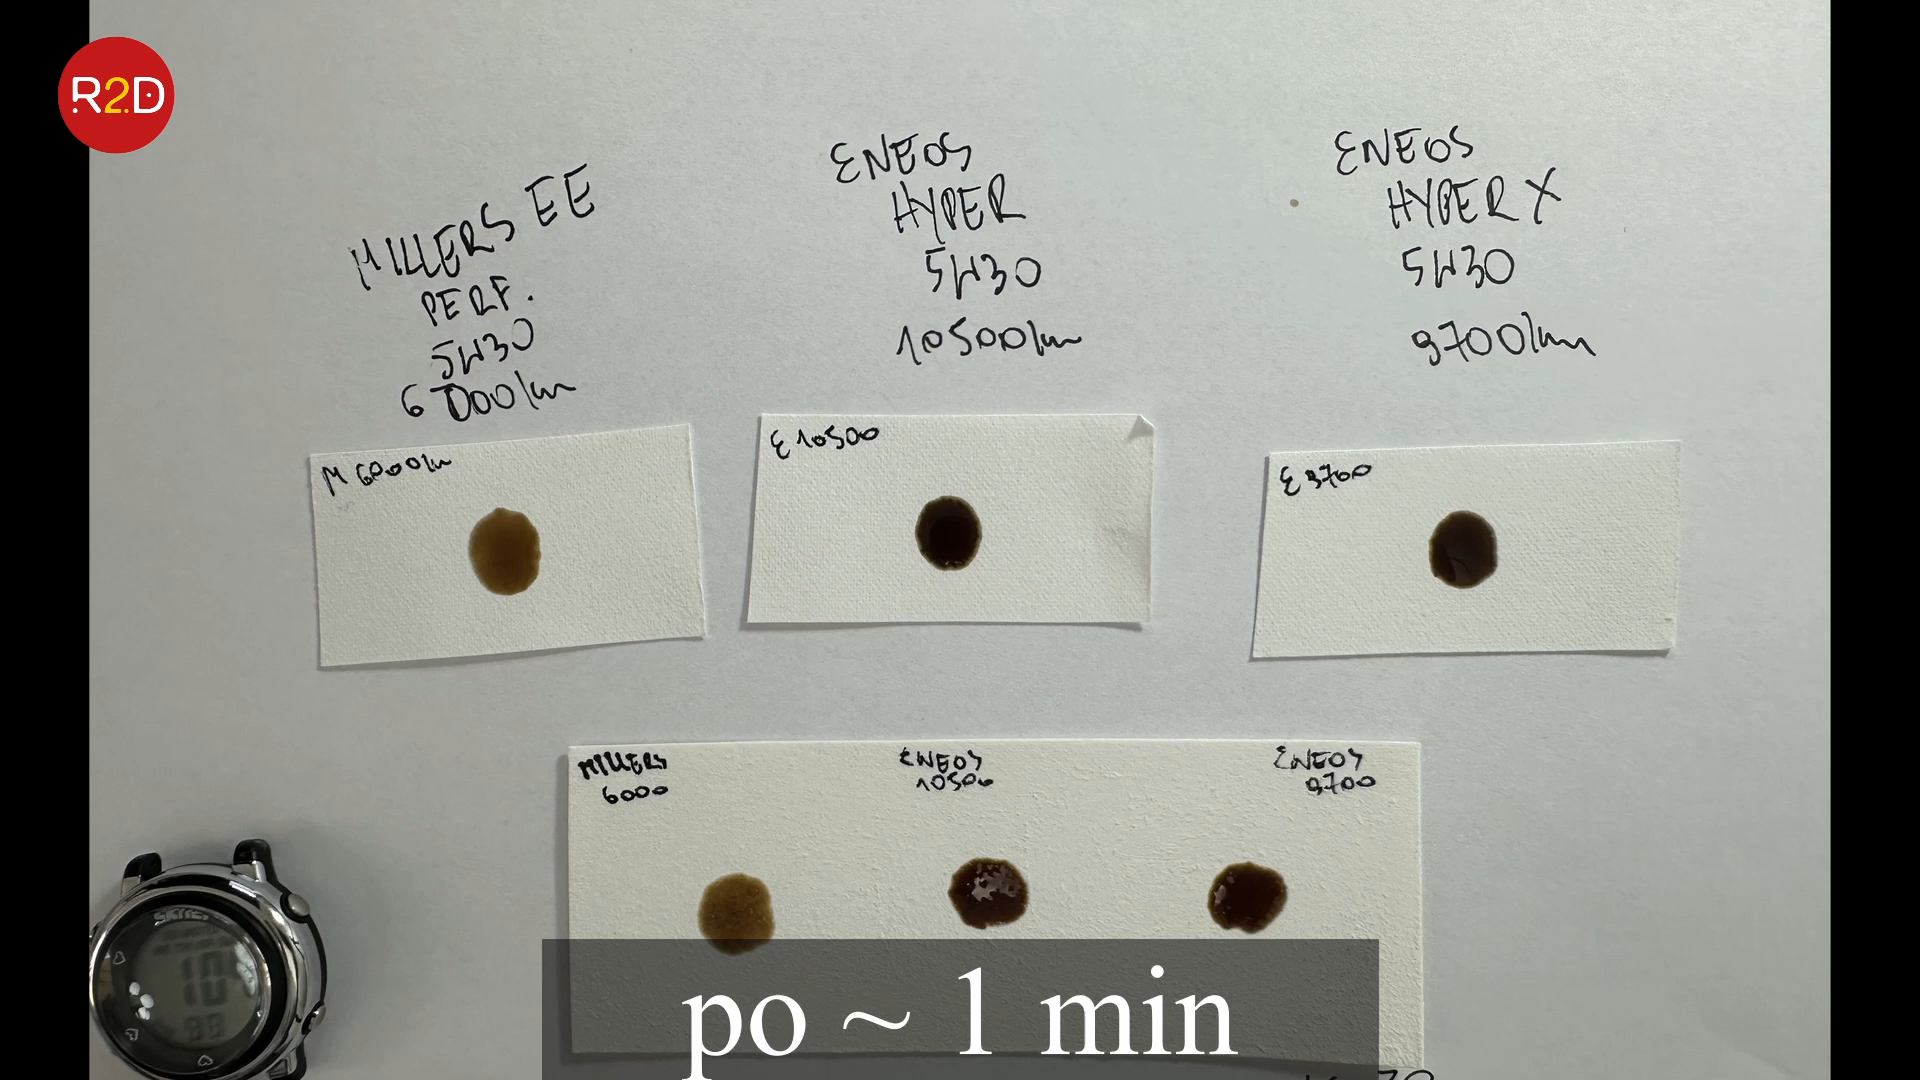 R2D
MILLERS EE
PERF.
5W30
6000km
ENEOS
HYPER
5W30
10500km
ENEOS
HYPER X
5W30
9700km
M 6000km
E 10500
E 9700
MILLERS
6000
ENEOS
10500
ENEOS
9700
10
po ~ 1 min